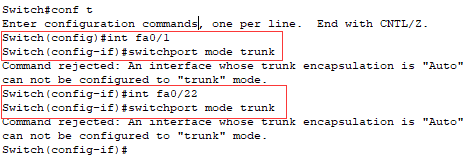 Switch#conf t
Enter configuration commands, one per line.  End with CNTL/Z.
Switch(config)#int fa0/1
Switch(config-if)#switchport mode trunk
Command rejected: An interface whose trunk encapsulation is "Auto"
can not be configured to "trunk" mode.
Switch(config-if)#int fa0/22
Switch(config-if)#switchport mode trunk
Command rejected: An interface whose trunk encapsulation is "Auto"
can not be configured to "trunk" mode.
Switch(config-if)#